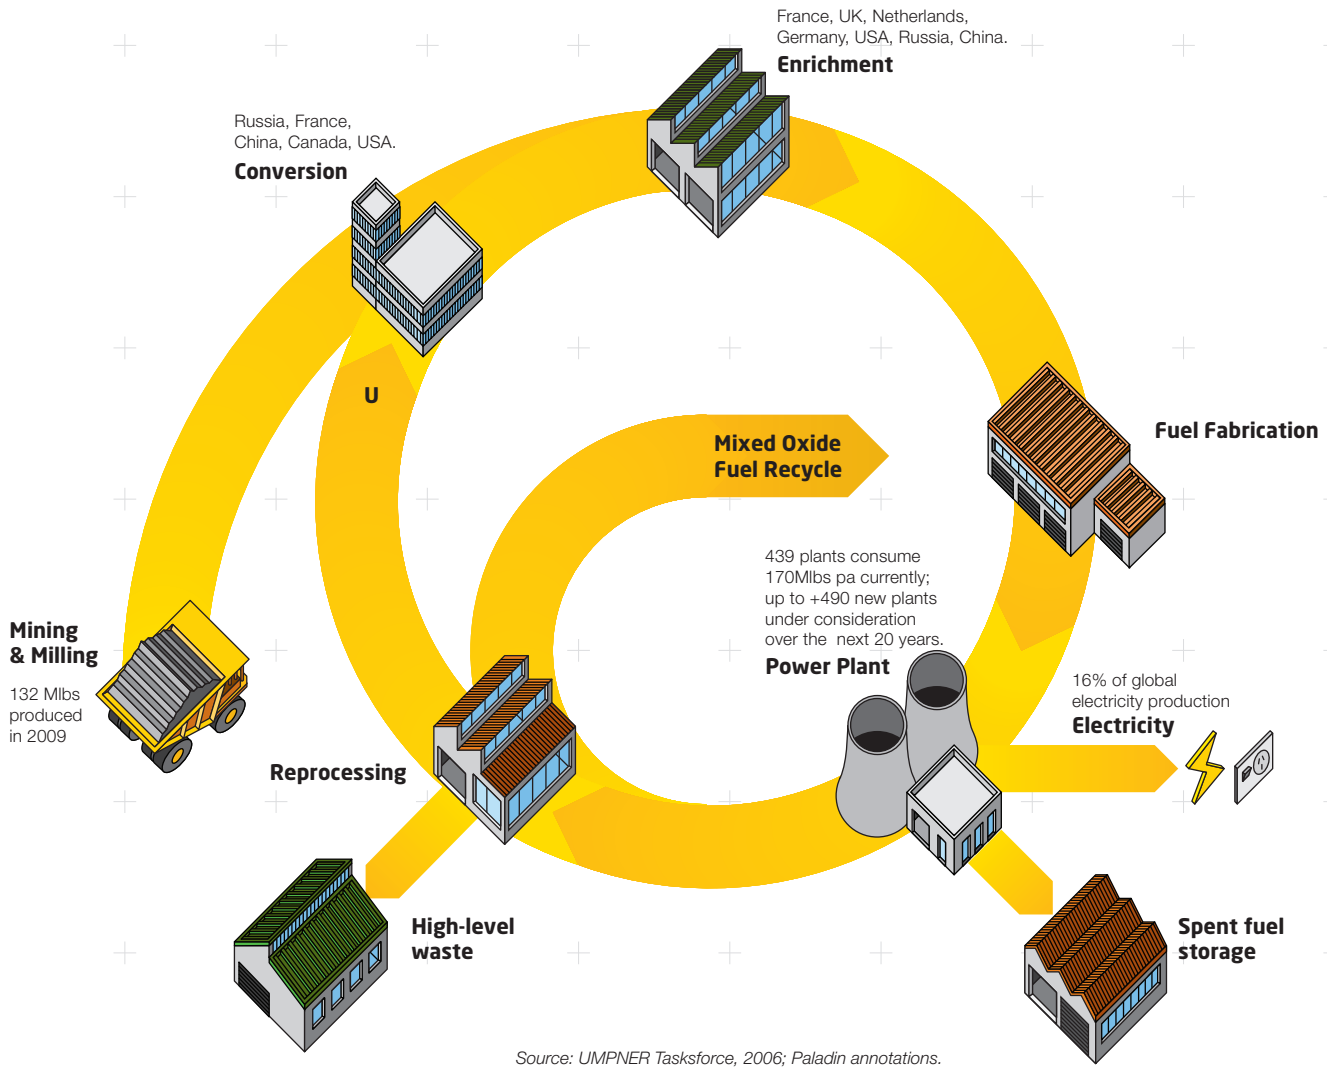 France, UK, Netherlands,
Germany, USA, Russia, China.
Enrichment
Russia, France,
China, Canada, USA.
Conversion
U
Mixed Oxide
Fuel Recycle
Fuel Fabrication
439 plants consume
170Mlbs pa currently;
up to +490 new plants
under consideration
over the next 20 years.
Power Plant
Mining
& Milling
132 Mlbs
produced
in 2009
16% of global
electricity production
Electricity
Reprocessing
High-level
waste
Spent fuel
storage
Source: UMPNER Tasksforce, 2006; Paladin annotations.